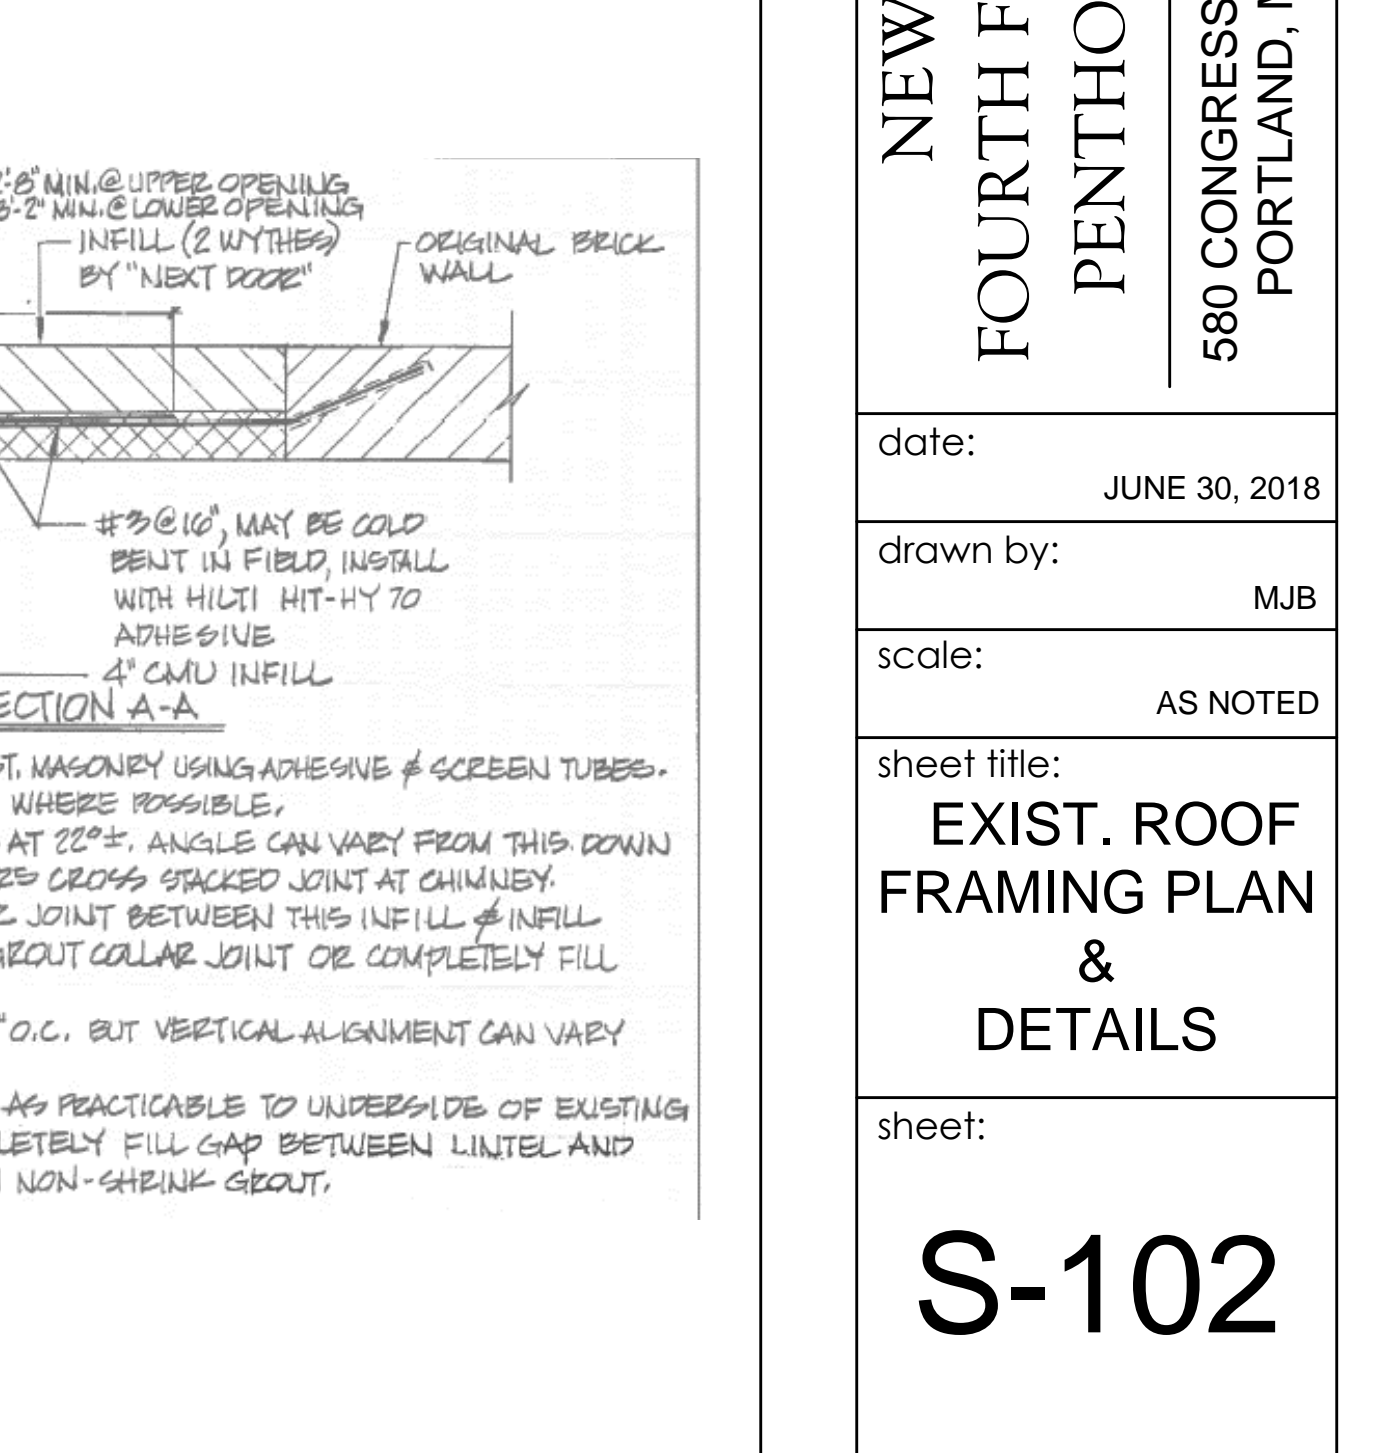 2'-8" MIN. @ UPPER OPENING
3'-2" MIN. @ LOWER OPENING
INFILL (2 WYTHES)
BY "NEXT DOOR"
ORIGINAL BRICK
WALL
#3@16", MAY BE COLD
BENT IN FIELD, INSTALL
WITH HILTI HIT-HY 70
ADHESIVE
4" CMU INFILL
ECTION A-A
T. MASONRY USING ADHESIVE & SCREEN TUBES.
WHERE POSSIBLE,
AT 22°±. ANGLE CAN VARY FROM THIS. DOWN
CROSS STACKED JOINT AT CHIMNEY.
JOINT BETWEEN THIS INFILL & INFILL
GROUT COLLAR JOINT OR COMPLETELY FILL
" O.C. BUT VERTICAL ALIGNMENT CAN VARY
AS PRACTICABLE TO UNDERSIDE OF EXISTING
LETELY FILL GAP BETWEEN LINTEL AND
NON-SHRINK GROUT.
NEW
FOURTH F
PENTHO
580 CONGRESS
PORTLAND,
date:
JUNE 30, 2018
drawn by:
MJB
scale:
AS NOTED
sheet title:
EXIST. ROOF
FRAMING PLAN
&
DETAILS
sheet:
S-102